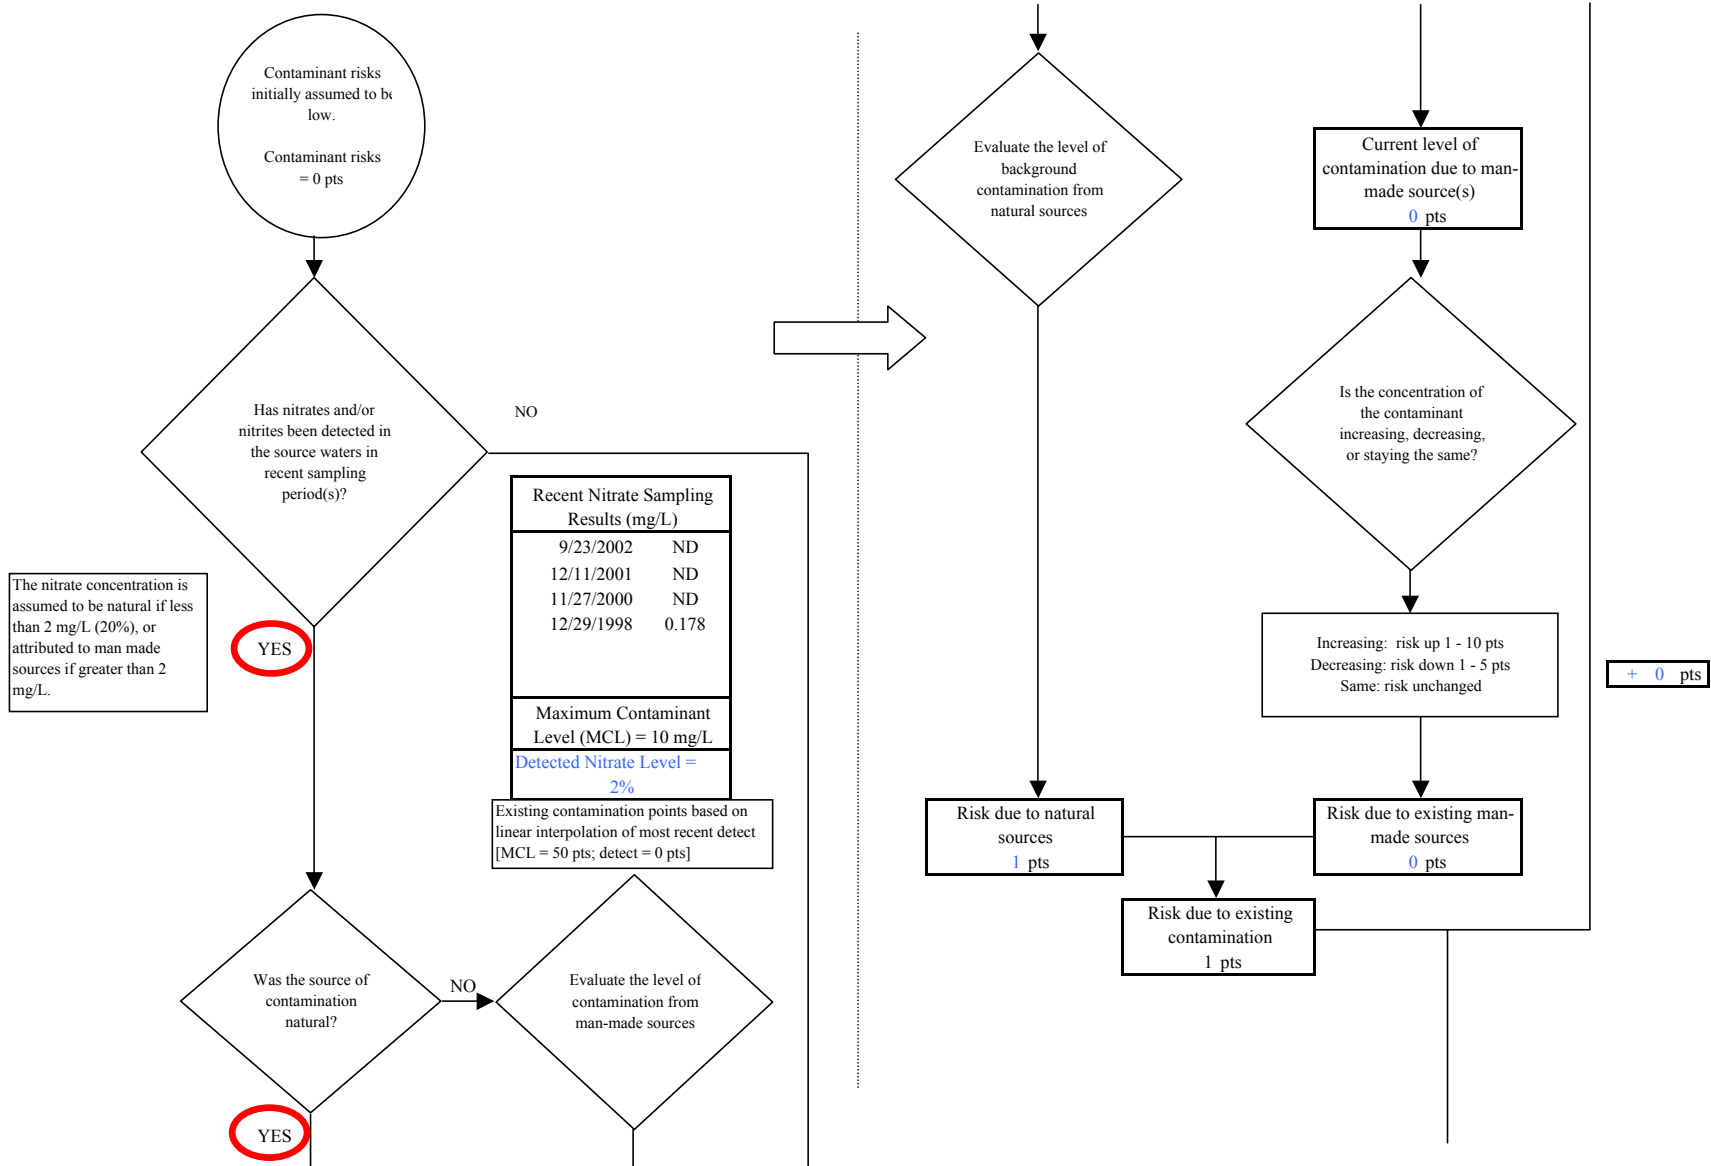 Contaminant risks
initially assumed to be
low.
Contaminant risks
= 0 pts
Has nitrates and/or
nitrites been detected in
the source waters in
recent sampling
period(s)?
NO
Recent Nitrate Sampling
Results (mg/L)
9/23/2002 ND
12/11/2001 ND
11/27/2000 ND
12/29/1998 0.178
Maximum Contaminant
Level (MCL) = 10 mg/L
Detected Nitrate Level =
2%
Existing contamination points based on
linear interpolation of most recent detect
[MCL = 50 pts; detect = 0 pts]
The nitrate concentration is
assumed to be natural if less
than 2 mg/L (20%), or
attributed to man made
sources if greater than 2
mg/L.
YES
Was the source of
contamination
natural?
NO
Evaluate the level of
contamination from
man-made sources
YES
Evaluate the level of
background
contamination from
natural sources
Current level of
contamination due to man-
made source(s)
0 pts
Is the concentration of
the contaminant
increasing, decreasing,
or staying the same?
Increasing: risk up 1 - 10 pts
Decreasing: risk down 1 - 5 pts
Same: risk unchanged
+ 0 pts
Risk due to natural
sources
1 pts
Risk due to existing man-
made sources
0 pts
Risk due to existing
contamination
1 pts